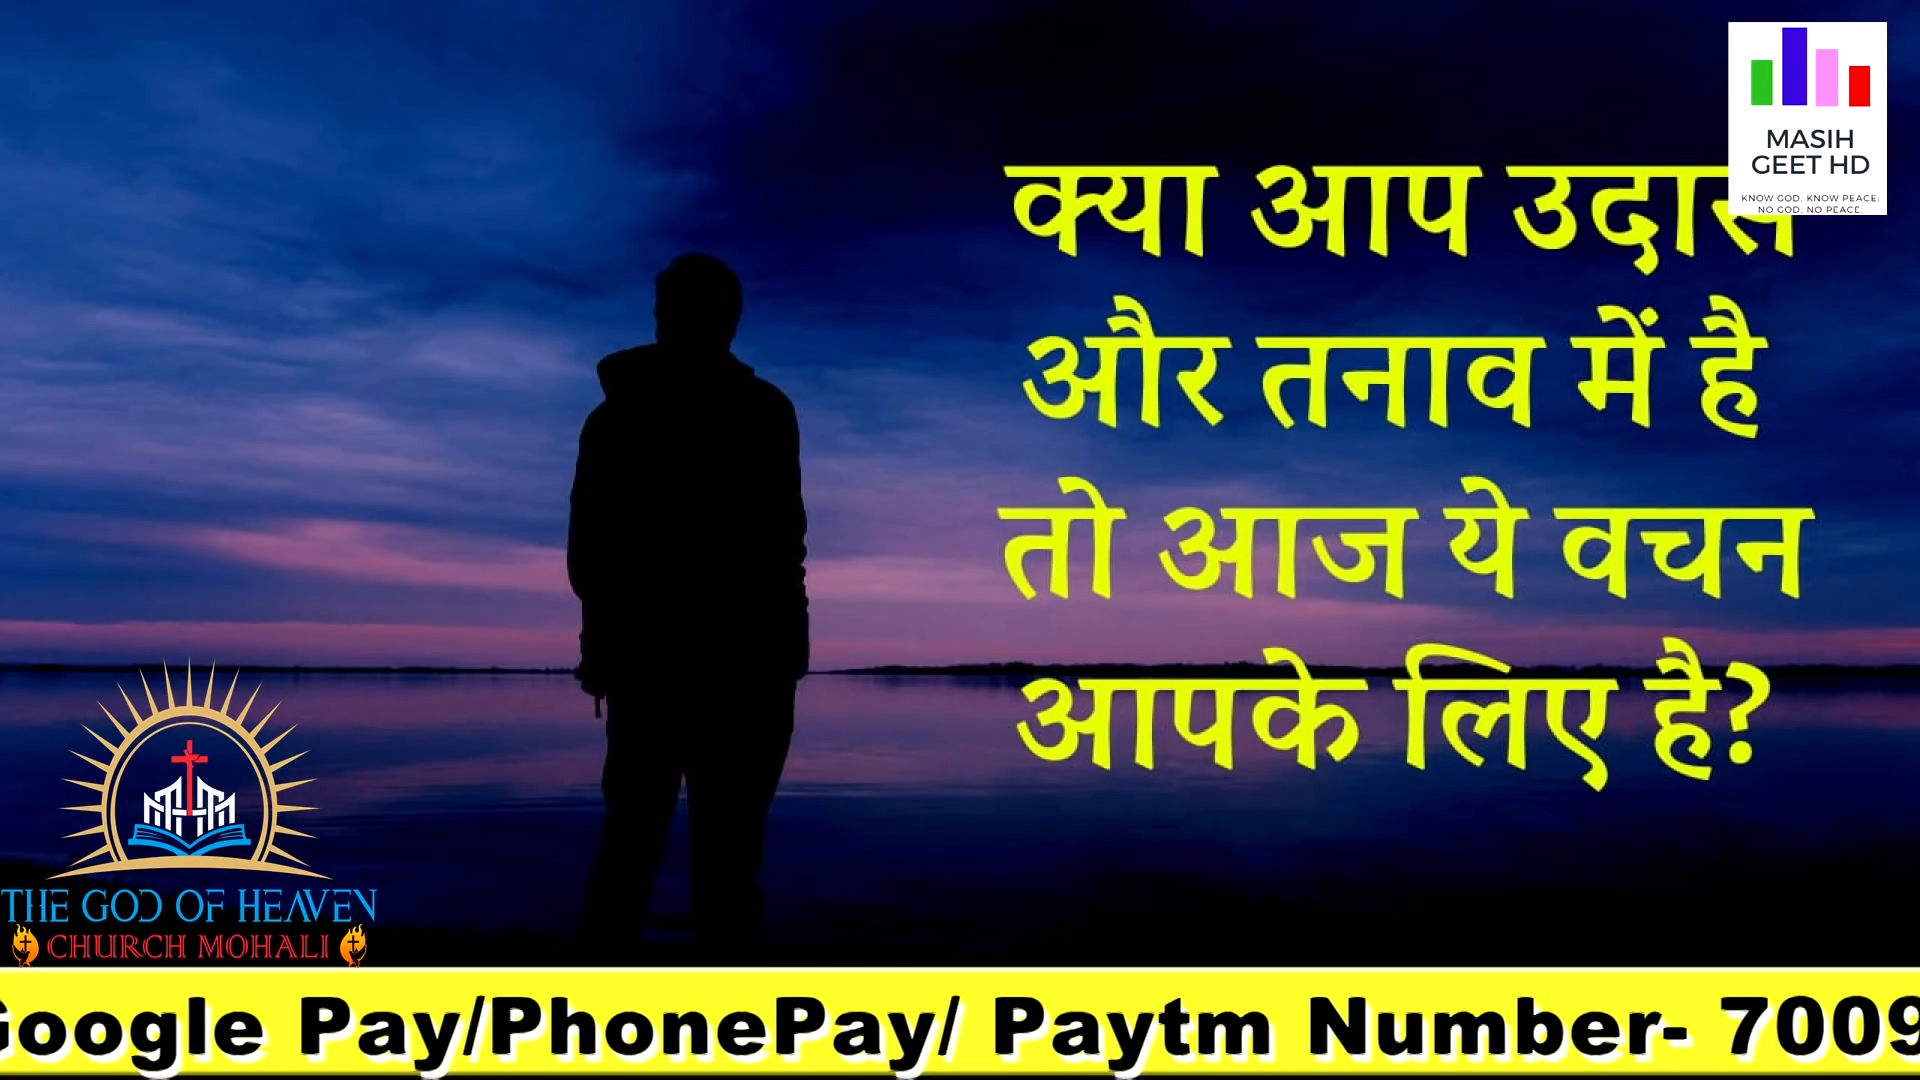 MASIH
GEET HD
KNOW GOD, KNOW PEACE;
NO GOD, NO PEACE.
क्या आप उदास
और तनाव में है
तो आज ये वचन
आपके लिए है?
THE GOD OF HEAVEN
CHURCH MOHALI
Google Pay/PhonePay/ Paytm Number- 7009